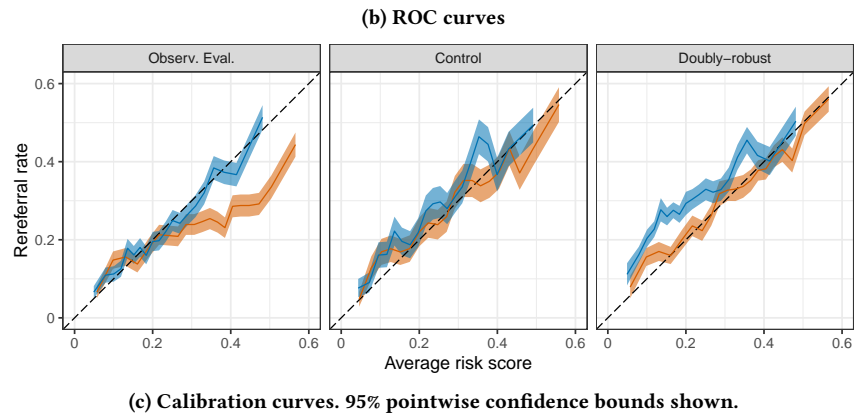 (b) ROC curves
Observ. Eval. Control Doubly−robust
0.6
0.4
0.2
0
Rereferral rate
0 0.2 0.4 0.6 0 0.2 0.4 0.6 0 0.2 0.4 0.6
Average risk score
(c) Calibration curves. 95% pointwise confidence bounds shown.